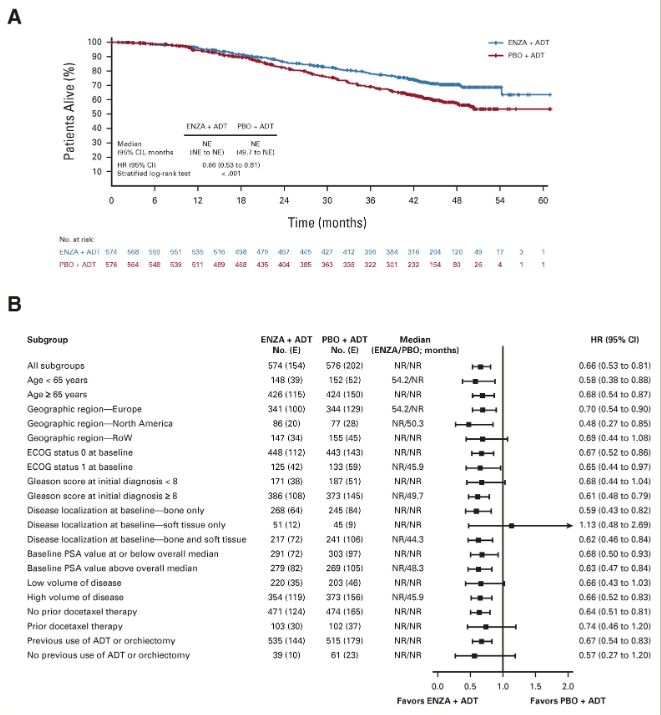 A
Patients Alive (%)
100
90
80
70
60
50
40
30
20
10
ENZA + ADT
PBO + ADT
ENZA + ADT PBO + ADT
Median NE NE
(95% CI), months (NE to NE) (49.7 to NE)
HR (95% CI) 0.66 (0.53 to 0.81)
Stratified log-rank test < .001
0 6 12 18 24 30 36 42 48 54 60
Time (months)
No. at risk:
ENZA + ADT 574 568 559 551 535 516 498 479 457 445 427 412 396 384 316 204 120 49 17 3 1
PBO + ADT 576 564 548 539 511 489 468 435 404 385 363 338 322 301 232 154 80 26 4 1 1
B
Subgroup ENZA + ADT PBO + ADT Median HR (95% CI)
No. (E) No. (E) (ENZA/PBO; months)
All subgroups 574 (154) 576 (202) NR/NR 0.66 (0.53 to 0.81)
Age < 65 years 148 (39) 152 (52) 54.2/NR 0.58 (0.38 to 0.88)
Age ≥ 65 years 426 (115) 424 (150) NR/NR 0.68 (0.54 to 0.87)
Geographic region—Europe 341 (100) 344 (129) 54.2/NR 0.70 (0.54 to 0.90)
Geographic region—North America 86 (20) 77 (28) NR/50.3 0.48 (0.27 to 0.85)
Geographic region—RoW 147 (34) 155 (45) NR/NR 0.69 (0.44 to 1.08)
ECOG status 0 at baseline 448 (112) 443 (143) NR/NR 0.67 (0.52 to 0.86)
ECOG status 1 at baseline 125 (42) 133 (59) NR/45.9 0.65 (0.44 to 0.97)
Gleason score at initial diagnosis < 8 171 (38) 187 (51) NR/NR 0.68 (0.44 to 1.04)
Gleason score at initial diagnosis ≥ 8 386 (108) 373 (145) NR/49.7 0.61 (0.48 to 0.79)
Disease localization at baseline—bone only 268 (64) 245 (84) NR/NR 0.59 (0.43 to 0.82)
Disease localization at baseline—soft tissue only 51 (12) 45 (9) NR/NR 1.13 (0.48 to 2.69)
Disease localization at baseline—bone and soft tissue 217 (72) 241 (106) NR/44.3 0.62 (0.46 to 0.84)
Baseline PSA value at or below overall median 291 (72) 303 (97) NR/NR 0.68 (0.50 to 0.93)
Baseline PSA value above overall median 279 (82) 269 (105) NR/48.3 0.63 (0.47 to 0.84)
Low volume of disease 220 (35) 203 (46) NR/NR 0.66 (0.43 to 1.03)
High volume of disease 354 (119) 373 (156) NR/45.9 0.66 (0.52 to 0.83)
No prior docetaxel therapy 471 (124) 474 (165) NR/NR 0.64 (0.51 to 0.81)
Prior docetaxel therapy 103 (30) 102 (37) NR/NR 0.74 (0.46 to 1.20)
Previous use of ADT or orchiectomy 535 (144) 515 (179) NR/NR 0.67 (0.54 to 0.83)
No previous use of ADT or orchiectomy 39 (10) 61 (23) NR/NR 0.57 (0.27 to 1.20)
0.0 0.5 1.0 1.5 2.0
Favors ENZA + ADT Favors PBO + ADT